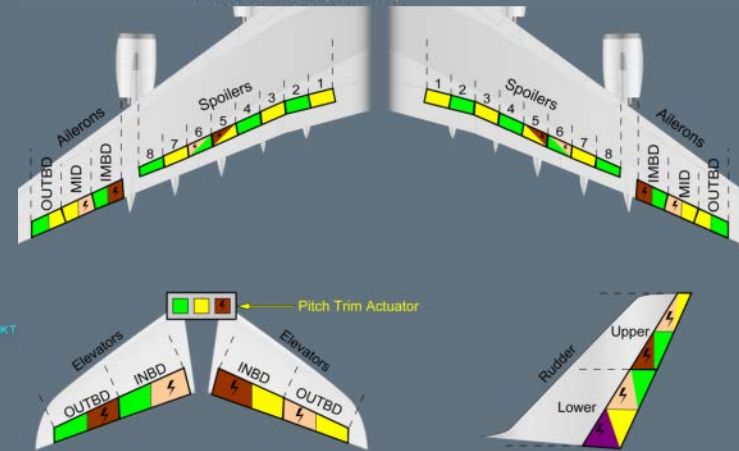 Spoilers
8 7 6 5 4 3 2 1
Ailerons
OUTBD
MID
IMBD
Spoilers
1 2 3 4 5 6 7 8
Ailerons
IMBD
MID
OUTBD
Pitch Trim Actuator
Elevators
OUTBD
INBD
Elevators
INBD
OUTBD
Rudder
Upper
Lower
KT